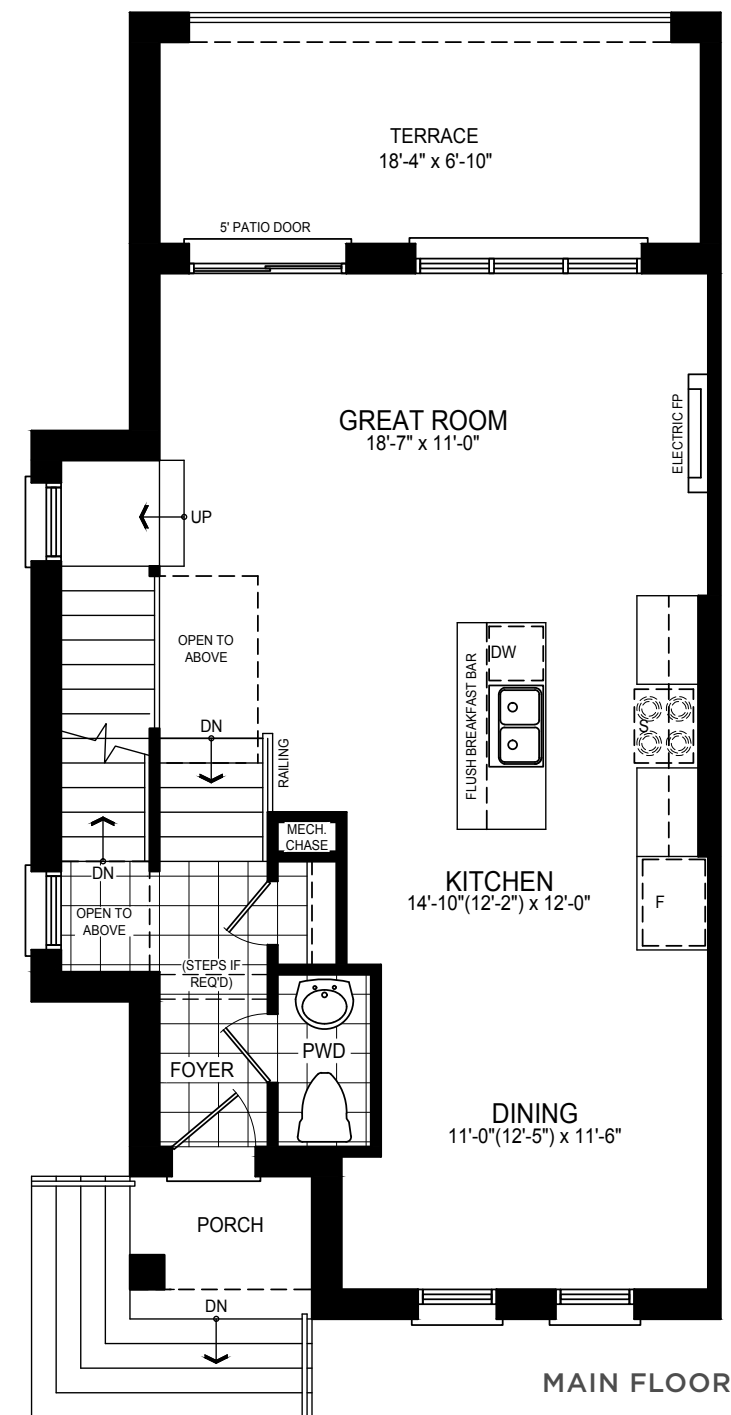 TERRACE
18'-4" x 6'-10"
5' PATIO DOOR
GREAT ROOM
18'-7" x 11'-0"
ELECTRIC FP
UP
OPEN TO
ABOVE
DW
FLUSH BREAKFAST BAR
S
DN
RAILING
MECH.
CHASE
DN
KITCHEN
14'-10"(12'-2") x 12'-0"
F
OPEN TO
ABOVE
(STEPS IF
REQ'D)
PWD
FOYER
DINING
11'-0"(12'-5") x 11'-6"
PORCH
DN
MAIN FLOOR